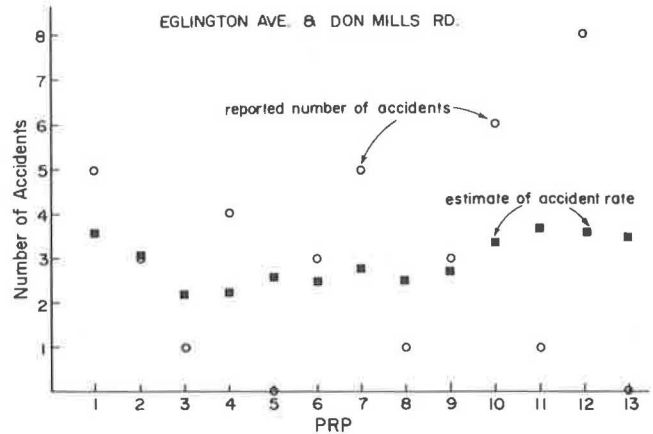 EGLINGTON AVE. & DON MILLS RD.
8
7
6
5
4
3
2
1
Number of Accidents
reported number of accidents
estimate of accident rate
1 2 3 4 5 6 7 8 9 10 11 12 13
PRP